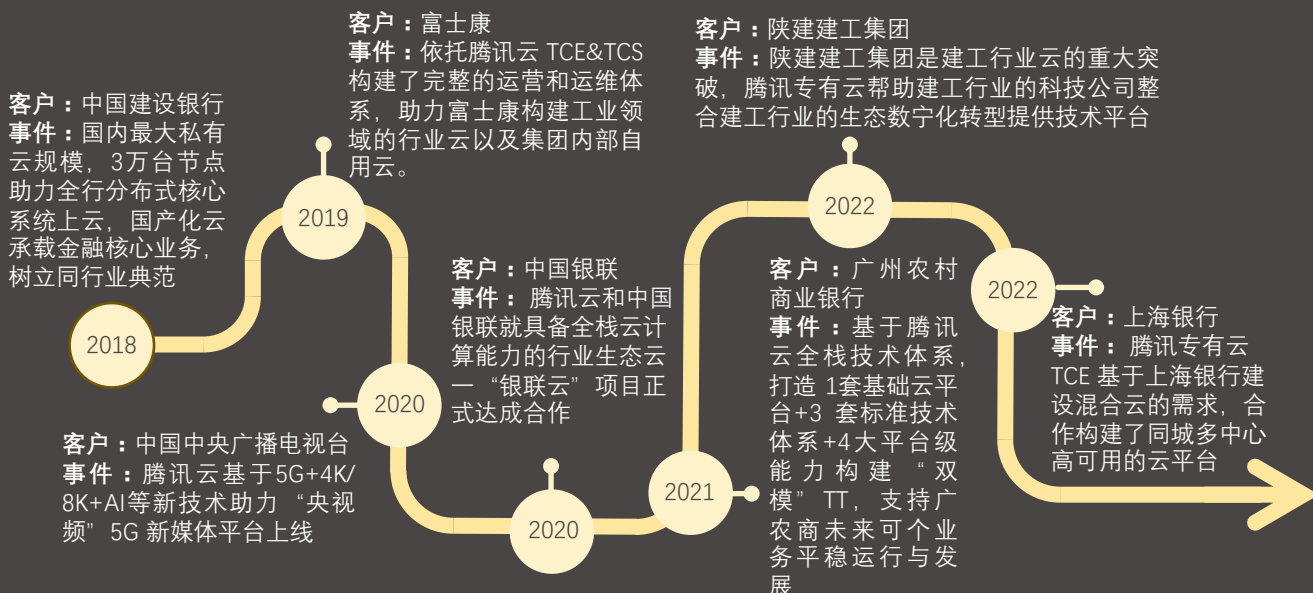 客户：中国建设银行
事件：国内最大私有
云规模，3万台节点
助力全行分布式核心
系统上云，国产化云
承载金融核心业务，
树立同行业典范
2018
客户：富士康
事件：依托腾讯云 TCE&TCS
构建了完整的运营和运维体
系，助力富士康构建工业领
域的行业云以及集团内部自
用云。
2019
2020
客户：中国中央广播电视台
事件：腾讯云基于5G+4K/
8K+AI等新技术助力 “央视
频” 5G 新媒体平台上线
客户：中国银联
事件： 腾讯云和中国
银联就具备全栈云计
算能力的行业生态云
一 “银联云” 项目正
式达成合作
2020
2021
客户：广州农村
商业银行
事件：基于腾讯
云全栈技术体系，
打造 1套基础云平
台+3 套标准技术
体系+4大平台级
能力构建 “双
模” TT，支持广
农商未来可个业
务平稳运行与发
展
客户：陕建建工集团
事件：陕建建工集团是建工行业云的重大突
破，腾讯专有云帮助建工行业的科技公司整
合建工行业的生态数字化转型提供技术平台
2022
2022
客户：上海银行
事件： 腾讯专有云
TCE 基于上海银行建
设混合云的需求，合
作构建了同城多中心
高可用的云平台